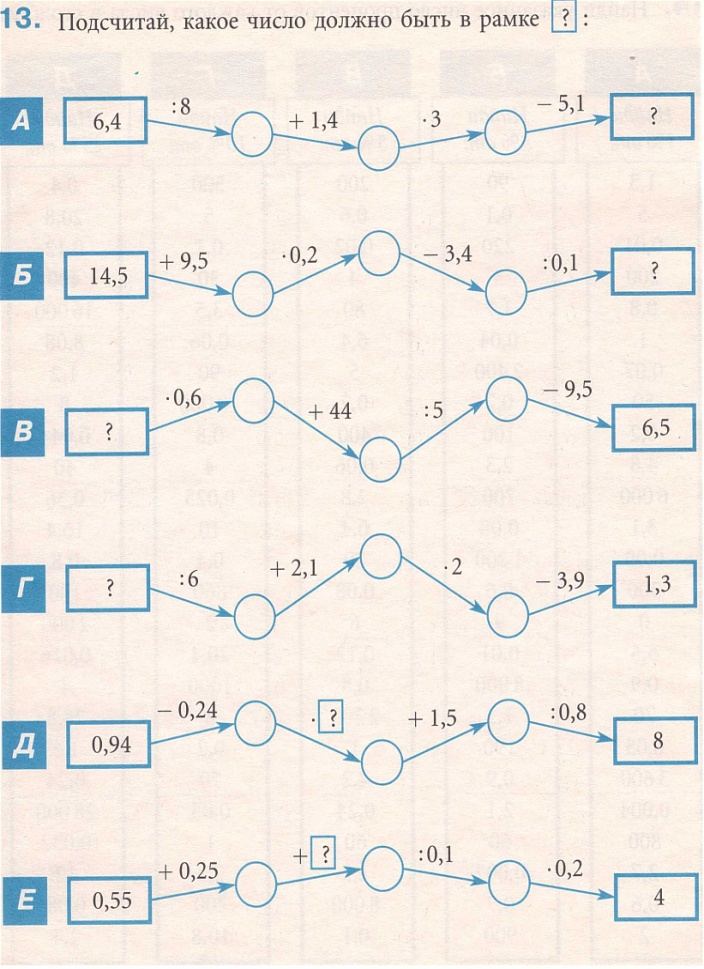 13. Подсчитай, какое число должно быть в рамке ? :
А 6,4 :8 + 1,4 ·3 − 5,1 ?
Б 14,5 + 9,5 ·0,2 − 3,4 :0,1 ?
В ? ·0,6 + 44 :5 − 9,5 6,5
Г ? :6 + 2,1 ·2 − 3,9 1,3
Д 0,94 − 0,24 · ? + 1,5 :0,8 8
Е 0,55 + 0,25 + ? :0,1 ·0,2 4